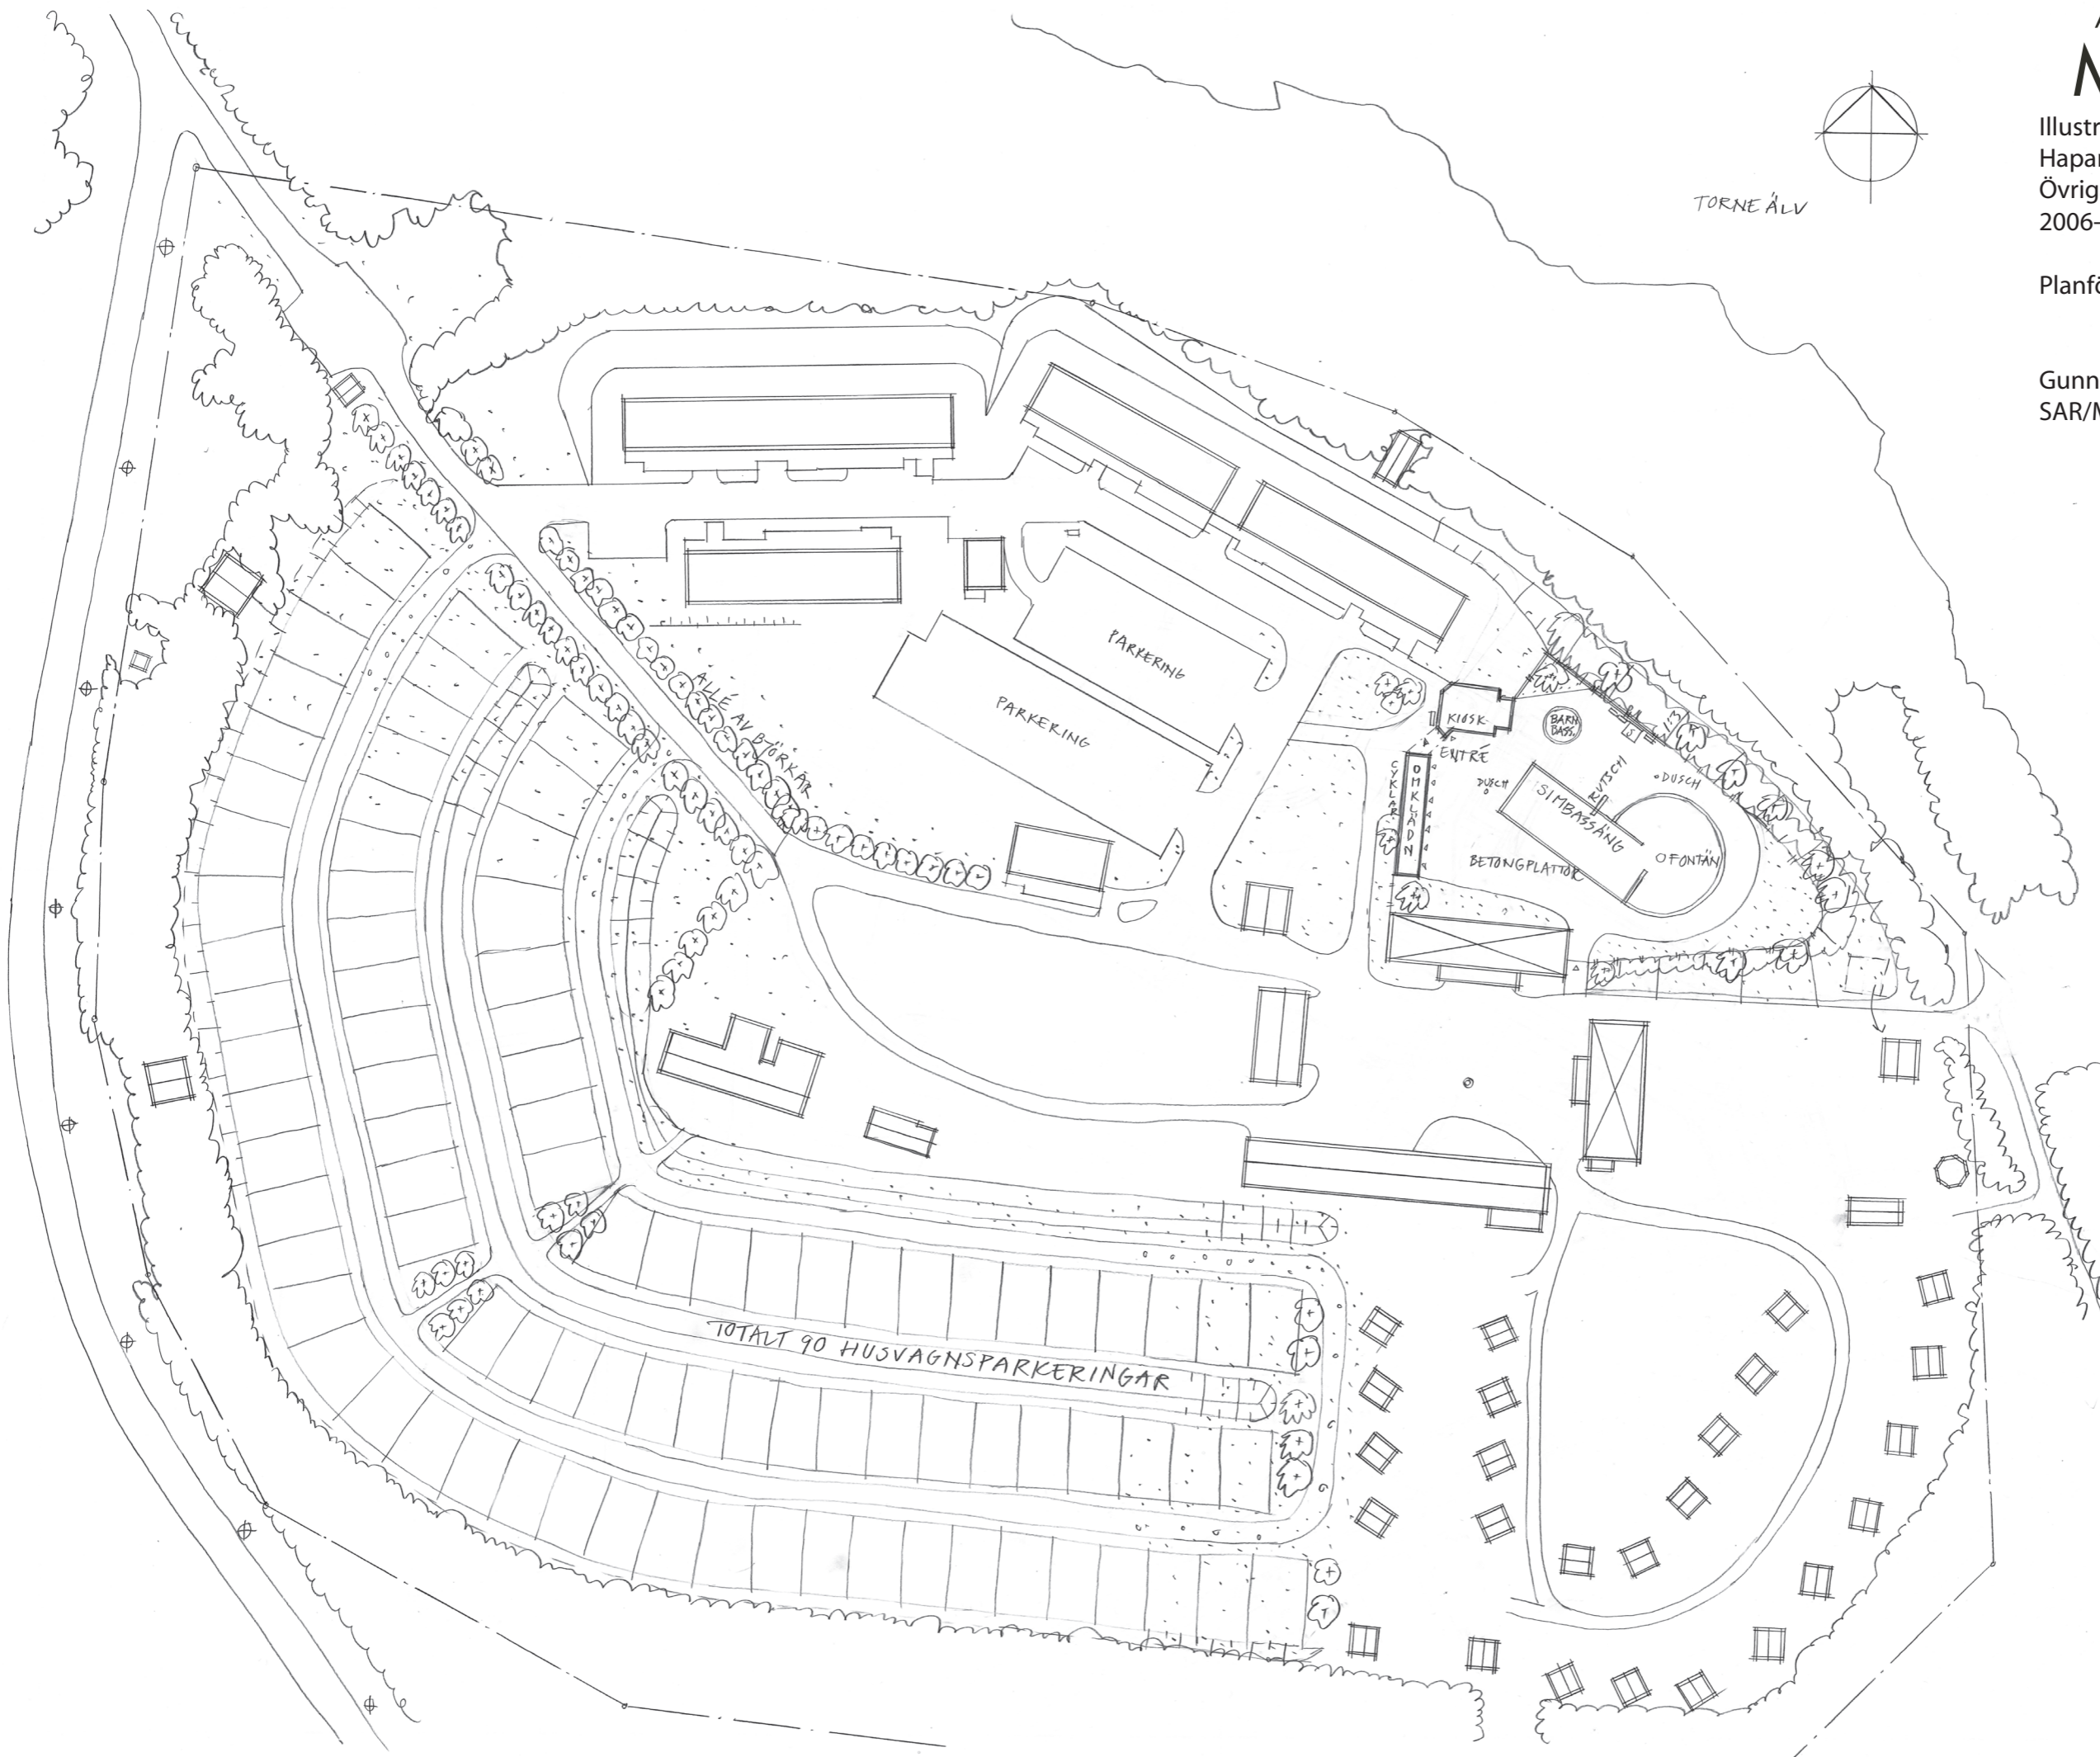 Illustr
Hapar
Övrig
2006-
Planfö
Gunn
SAR/M
TORNE ÄLV
PARKERING
PARKERING
ALLÉ AV BJÖRKAR
KIOSK
BARN
BASS.
ENTRÉ
CYKLAR
OMKLÄDN
DUSCH
RUTSCH
DUSCH
SIMBASSÄNG
FONTÄN
BETONGPLATTOR
TOTALT 90 HUSVAGNSPARKERINGAR